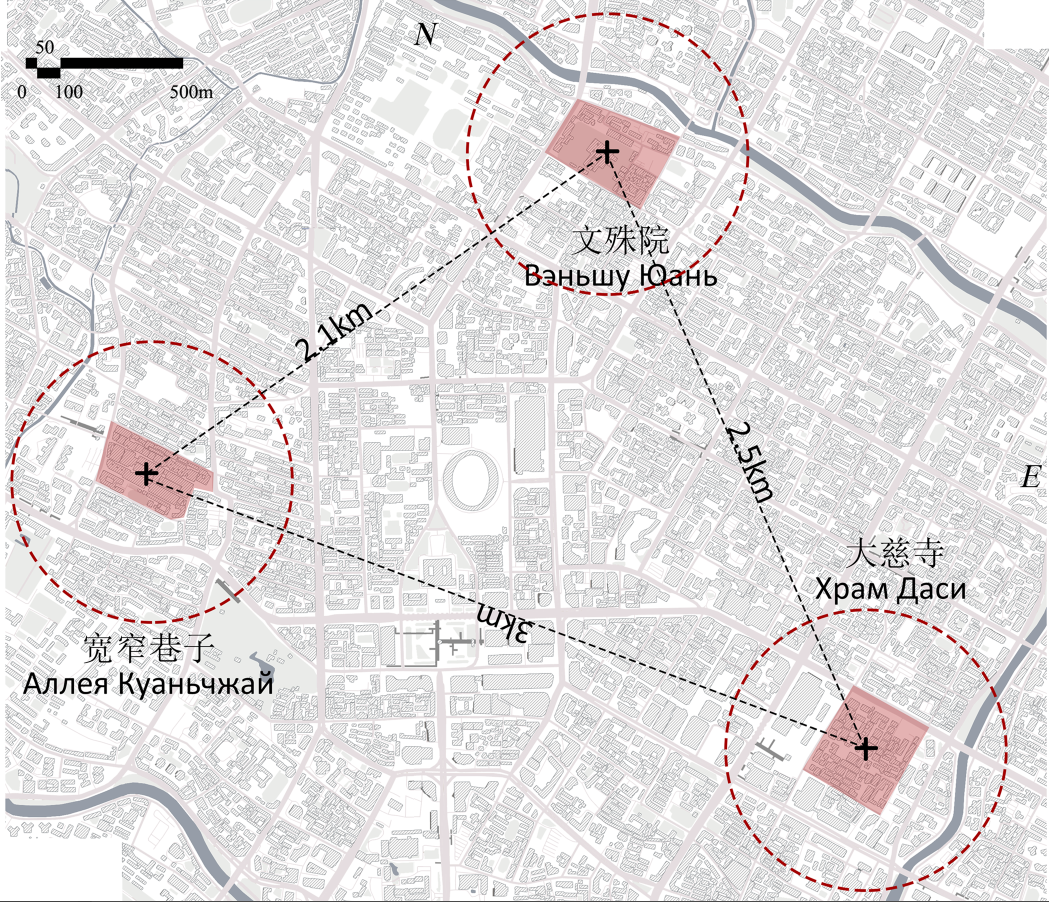 N
50
0 100 500m
文殊院
Вэньшу Юань
2.1km
2.5km
E
大慈寺
Храм Даси
3km
宽窄巷子
Аллея Куаньчжай